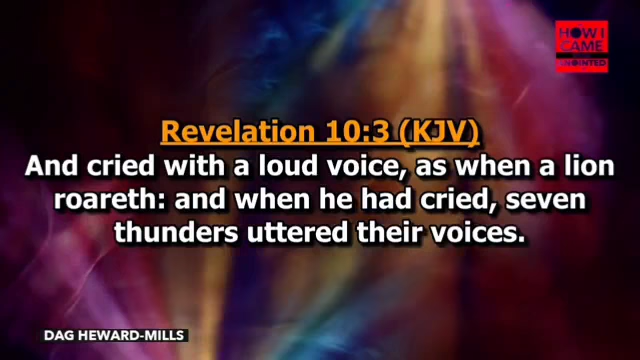 HOW I
CAME
ANOINTED
Revelation 10:3 (KJV)
And cried with a loud voice, as when a lion
roareth: and when he had cried, seven
thunders uttered their voices.
DAG HEWARD-MILLS